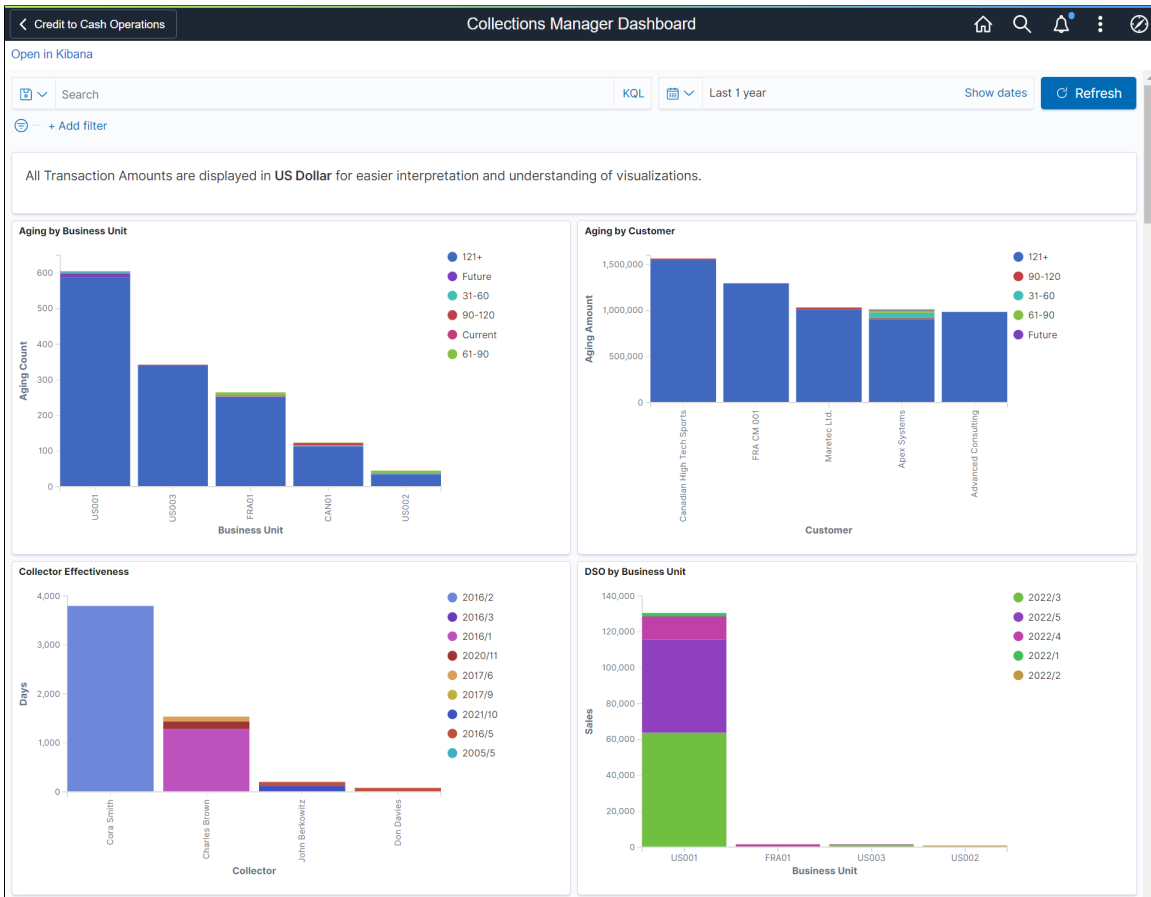 Credit to Cash Operations
Collections Manager Dashboard
Open in Kibana
Search
KQL
Last 1 year
Show dates
Refresh
+ Add filter
All Transaction Amounts are displayed in US Dollar for easier interpretation and understanding of visualizations.
Aging by Business Unit
600
500
400
300
200
100
0
Aging Count
US001
US003
FRA01
CAN01
US002
Business Unit
121+
Future
31-60
90-120
Current
61-90
Aging by Customer
1,500,000
1,000,000
500,000
0
Aging Amount
Canadian High Tech Sports
FRA CM 001
Maretec Ltd.
Apex Systems
Advanced Consulting
Customer
121+
90-120
31-60
61-90
Future
Collector Effectiveness
4,000
3,000
2,000
1,000
0
Days
Cora Smith
Charles Brown
John Berkowitz
Don Davies
Collector
2016/2
2016/3
2016/1
2020/11
2017/6
2017/9
2021/10
2016/5
2005/5
DSO by Business Unit
140,000
120,000
100,000
80,000
60,000
40,000
20,000
0
Sales
US001
FRA01
US003
US002
Business Unit
2022/3
2022/5
2022/4
2022/1
2022/2